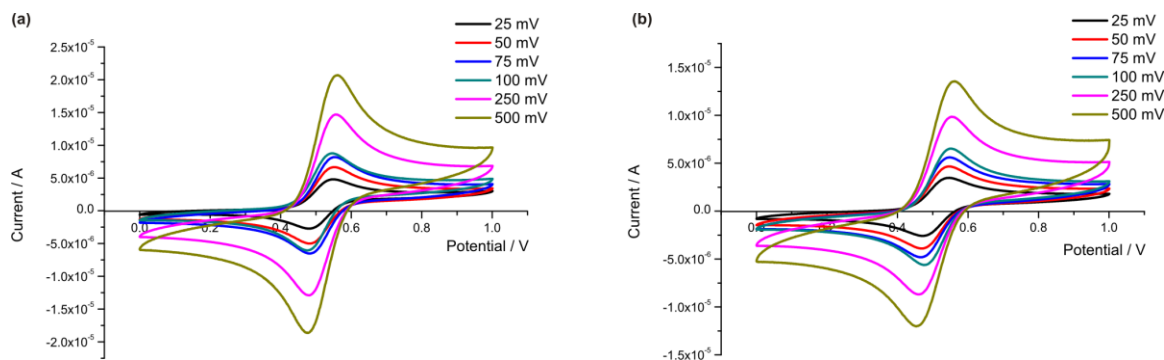 (a)
25 mV
50 mV
75 mV
100 mV
250 mV
500 mV
2.5x10⁻⁵
2.0x10⁻⁵
1.5x10⁻⁵
1.0x10⁻⁵
5.0x10⁻⁶
0.0
-5.0x10⁻⁶
-1.0x10⁻⁵
-1.5x10⁻⁵
-2.0x10⁻⁵
Current / A
0.0 0.2 0.4 0.6 0.8 1.0
Potential / V
(b)
25 mV
50 mV
75 mV
100 mV
250 mV
500 mV
1.5x10⁻⁵
1.0x10⁻⁵
5.0x10⁻⁶
0.0
-5.0x10⁻⁶
-1.0x10⁻⁵
-1.5x10⁻⁵
Current / A
0.2 0.4 0.6 0.8 1.0
Potential / V